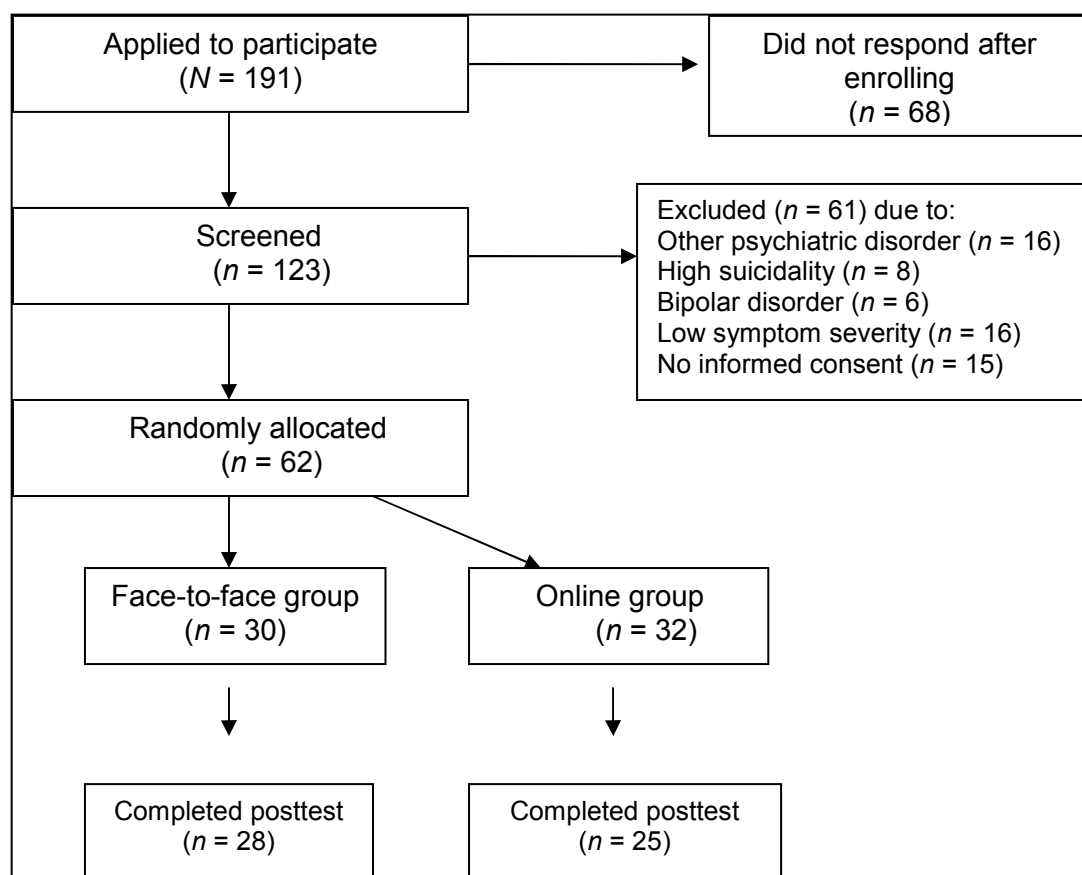 Applied to participate
(N = 191)
Did not respond after
enrolling
(n = 68)
Screened
(n = 123)
Excluded (n = 61) due to:
Other psychiatric disorder (n = 16)
High suicidality (n = 8)
Bipolar disorder (n = 6)
Low symptom severity (n = 16)
No informed consent (n = 15)
Randomly allocated
(n = 62)
Face-to-face group
(n = 30)
Online group
(n = 32)
Completed posttest
(n = 28)
Completed posttest
(n = 25)